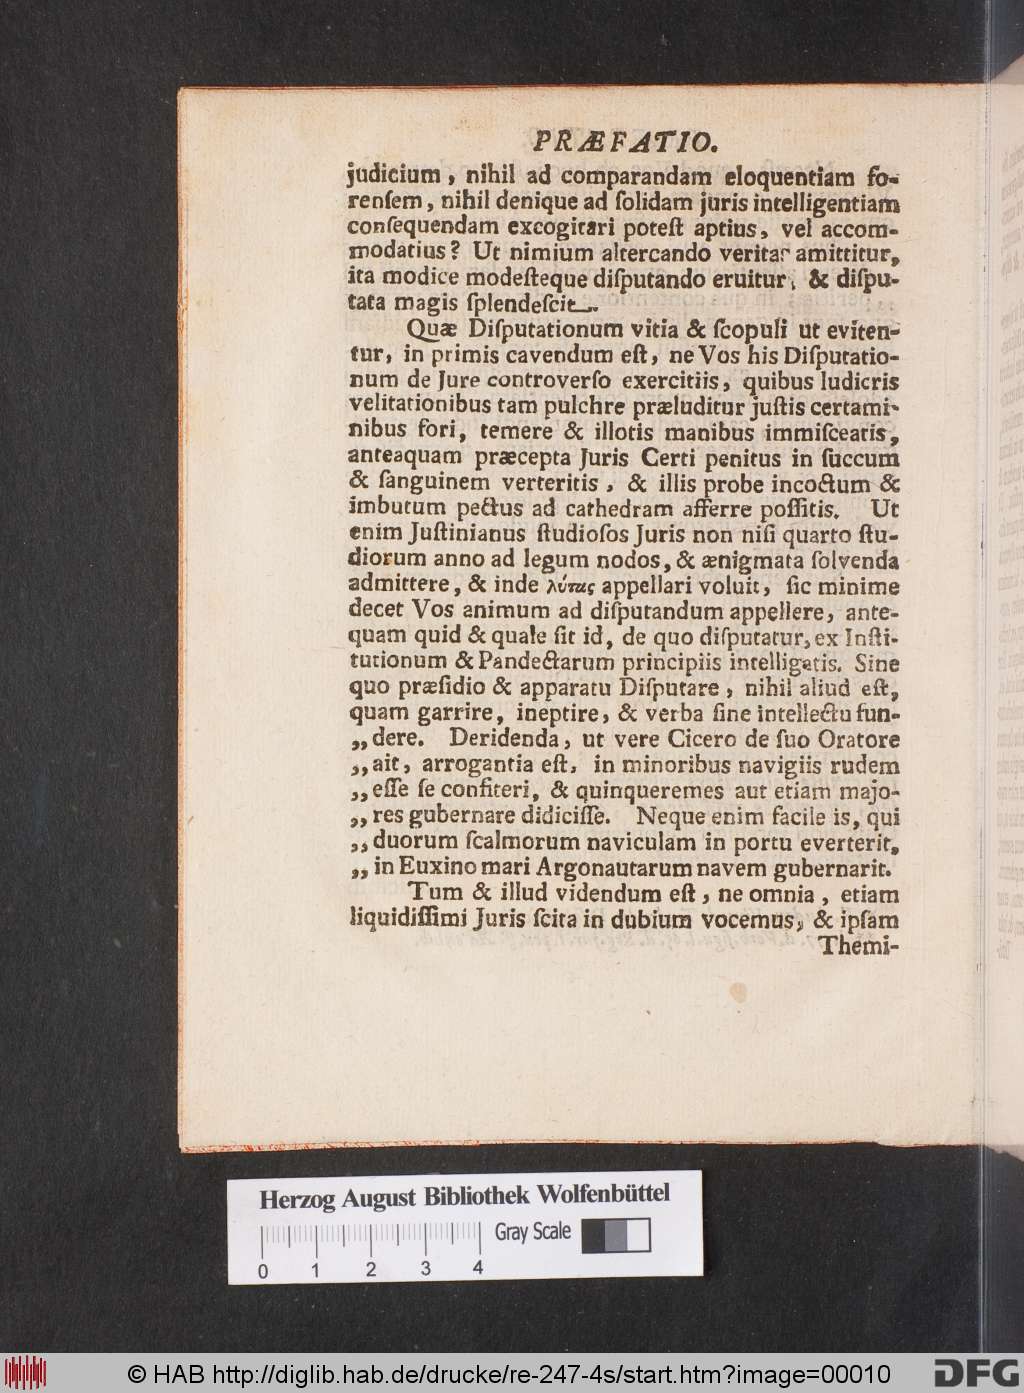 PRÆFATIO.
judicium, nihil ad comparandam eloquentiam fo-
renſem, nihil denique ad ſolidam juris intelligentiam
conſequendam excogitari poteſt aptius, vel accom-
modatius? Ut nimium altercando veritas amittitur,
ita modice modeſteque diſputando eruitur, & diſpu-
tata magis ſplendeſcit.
Quæ Diſputationum vitia & ſcopuli ut eviten-
tur, in primis cavendum eſt, ne Vos his Diſputatio-
num de Jure controverſo exercitiis, quibus ludicris
velitationibus tam pulchre præluditur juſtis certami-
nibus fori, temere & illotis manibus immiſceatis,
anteaquam præcepta Juris Certi penitus in ſuccum
& ſanguinem verteritis, & illis probe incoctum &
imbutum pectus ad cathedram afferre poſſitis. Ut
enim Juſtinianus ſtudioſos Juris non niſi quarto ſtu-
diorum anno ad legum nodos, & ænigmata ſolvenda
admittere, & inde λύτας appellari voluit, ſic minime
decet Vos animum ad diſputandum appellere, ante-
quam quid & quale ſit id, de quo diſputatur, ex Inſti-
tutionum & Pandectarum principiis intelligatis. Sine
quo præſidio & apparatu Diſputare, nihil aliud eſt,
quam garrire, ineptire, & verba ſine intellectu fun-
„dere. Deridenda, ut vere Cicero de ſuo Oratore
„ait, arrogantia eſt, in minoribus navigiis rudem
„eſſe ſe confiteri, & quinqueremes aut etiam majo-
„res gubernare didiciſſe. Neque enim facile is, qui
„duorum ſcalmorum naviculam in portu everterit,
„in Euxino mari Argonautarum navem gubernarit.
Tum & illud videndum eſt, ne omnia, etiam
liquidiſſimi Juris ſcita in dubium vocemus, & ipſam
Themi-
Herzog August Bibliothek Wolfenbüttel
Gray Scale
0 1 2 3 4
© HAB http://diglib.hab.de/drucke/re-247-4s/start.htm?image=00010
DFG